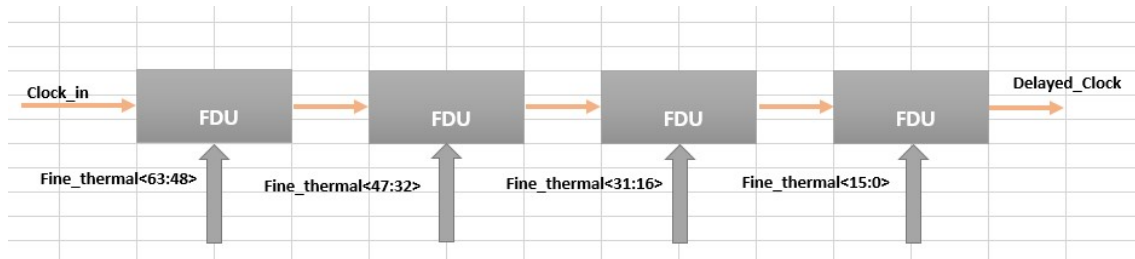 Clock_in
FDU
FDU
FDU
FDU
Delayed_Clock
Fine_thermal<63:48>
Fine_thermal<47:32>
Fine_thermal<31:16>
Fine_thermal<15:0>